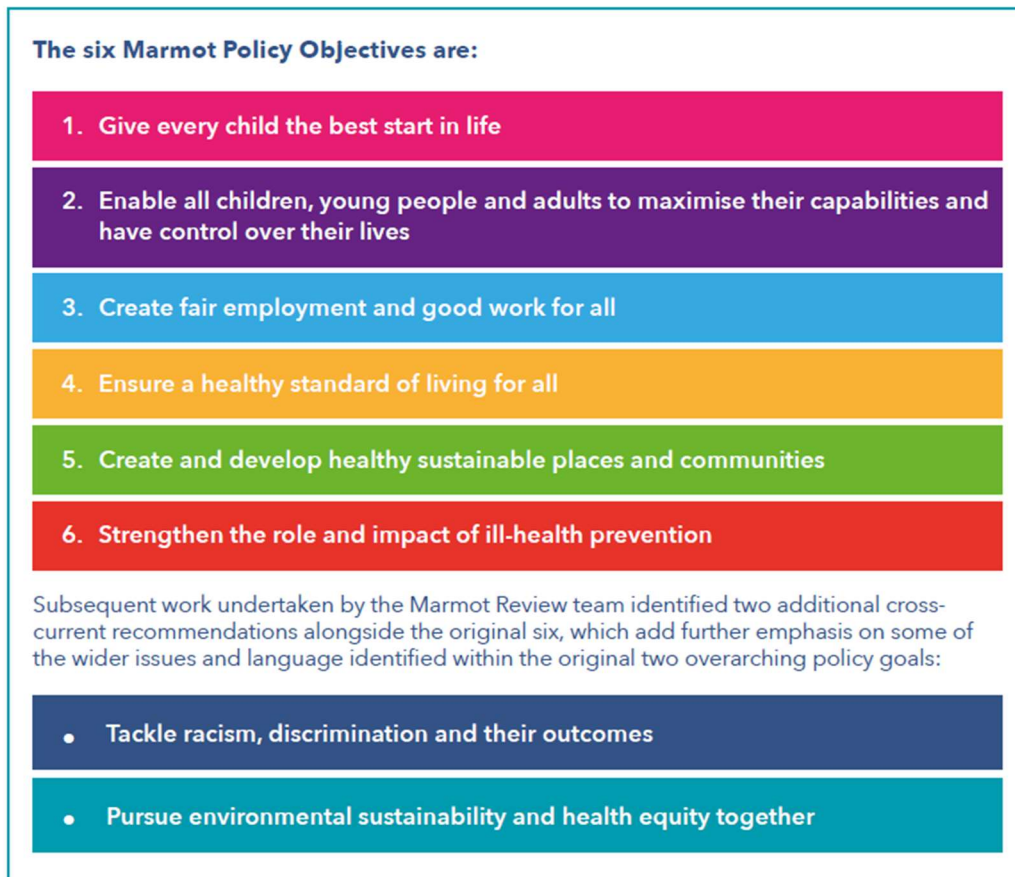 The six Marmot Policy Objectives are:
1. Give every child the best start in life
2. Enable all children, young people and adults to maximise their capabilities and
have control over their lives
3. Create fair employment and good work for all
4. Ensure a healthy standard of living for all
5. Create and develop healthy sustainable places and communities
6. Strengthen the role and impact of ill-health prevention
Subsequent work undertaken by the Marmot Review team identified two additional cross-
current recommendations alongside the original six, which add further emphasis on some of
the wider issues and language identified within the original two overarching policy goals:
• Tackle racism, discrimination and their outcomes
• Pursue environmental sustainability and health equity together